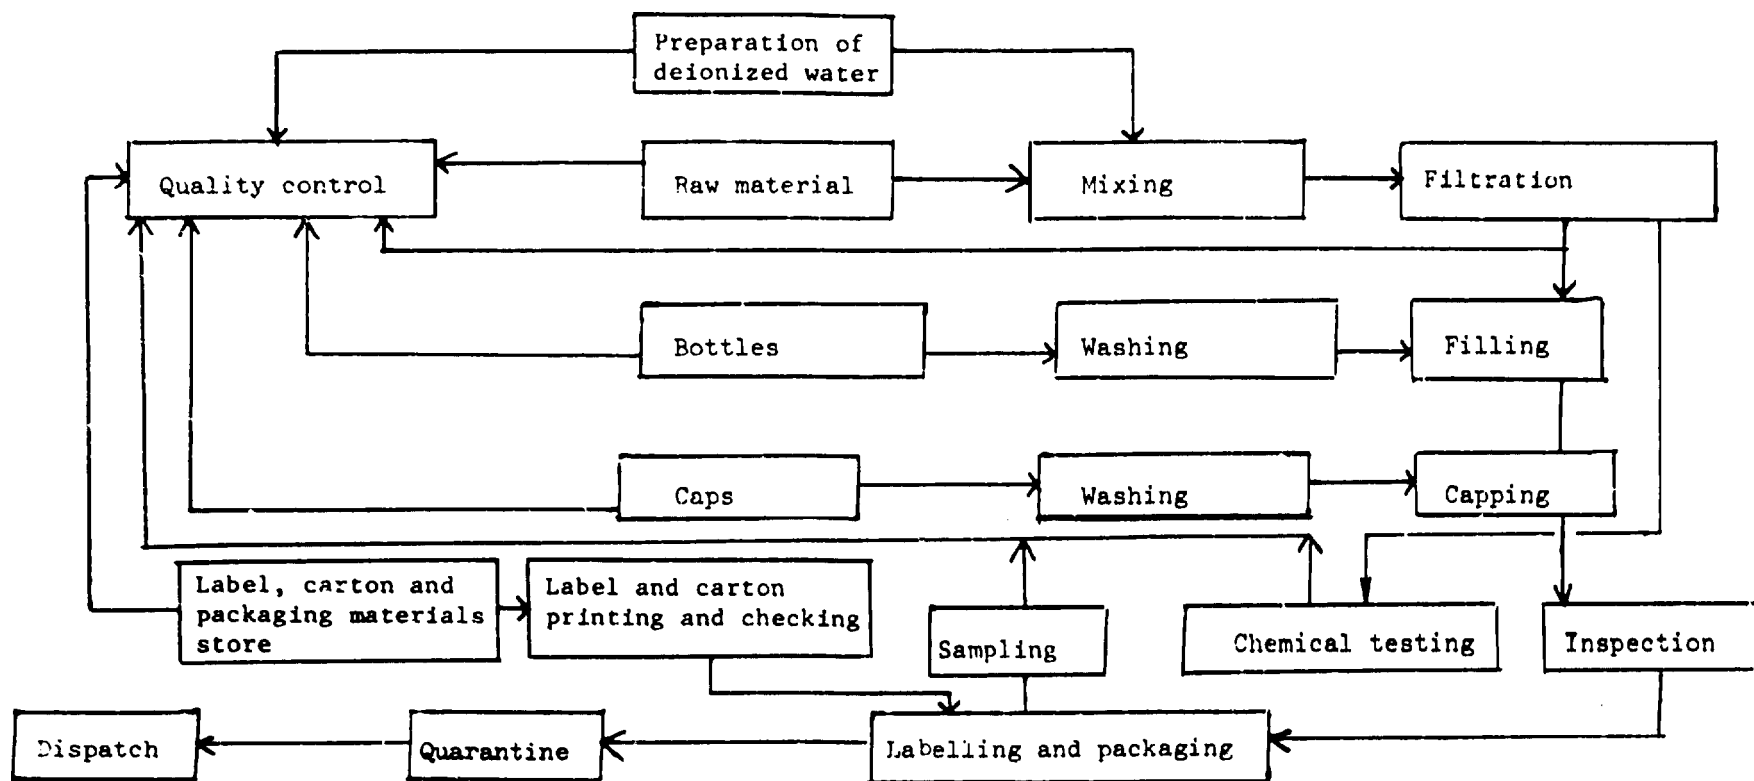 Preparation of
deionized water
Quality control
Raw material
Mixing
Filtration
Bottles
Washing
Filling
Caps
Washing
Capping
Label, carton and
packaging materials
store
Label and carton
printing and checking
Sampling
Chemical testing
Inspection
Dispatch
Quarantine
Labelling and packaging